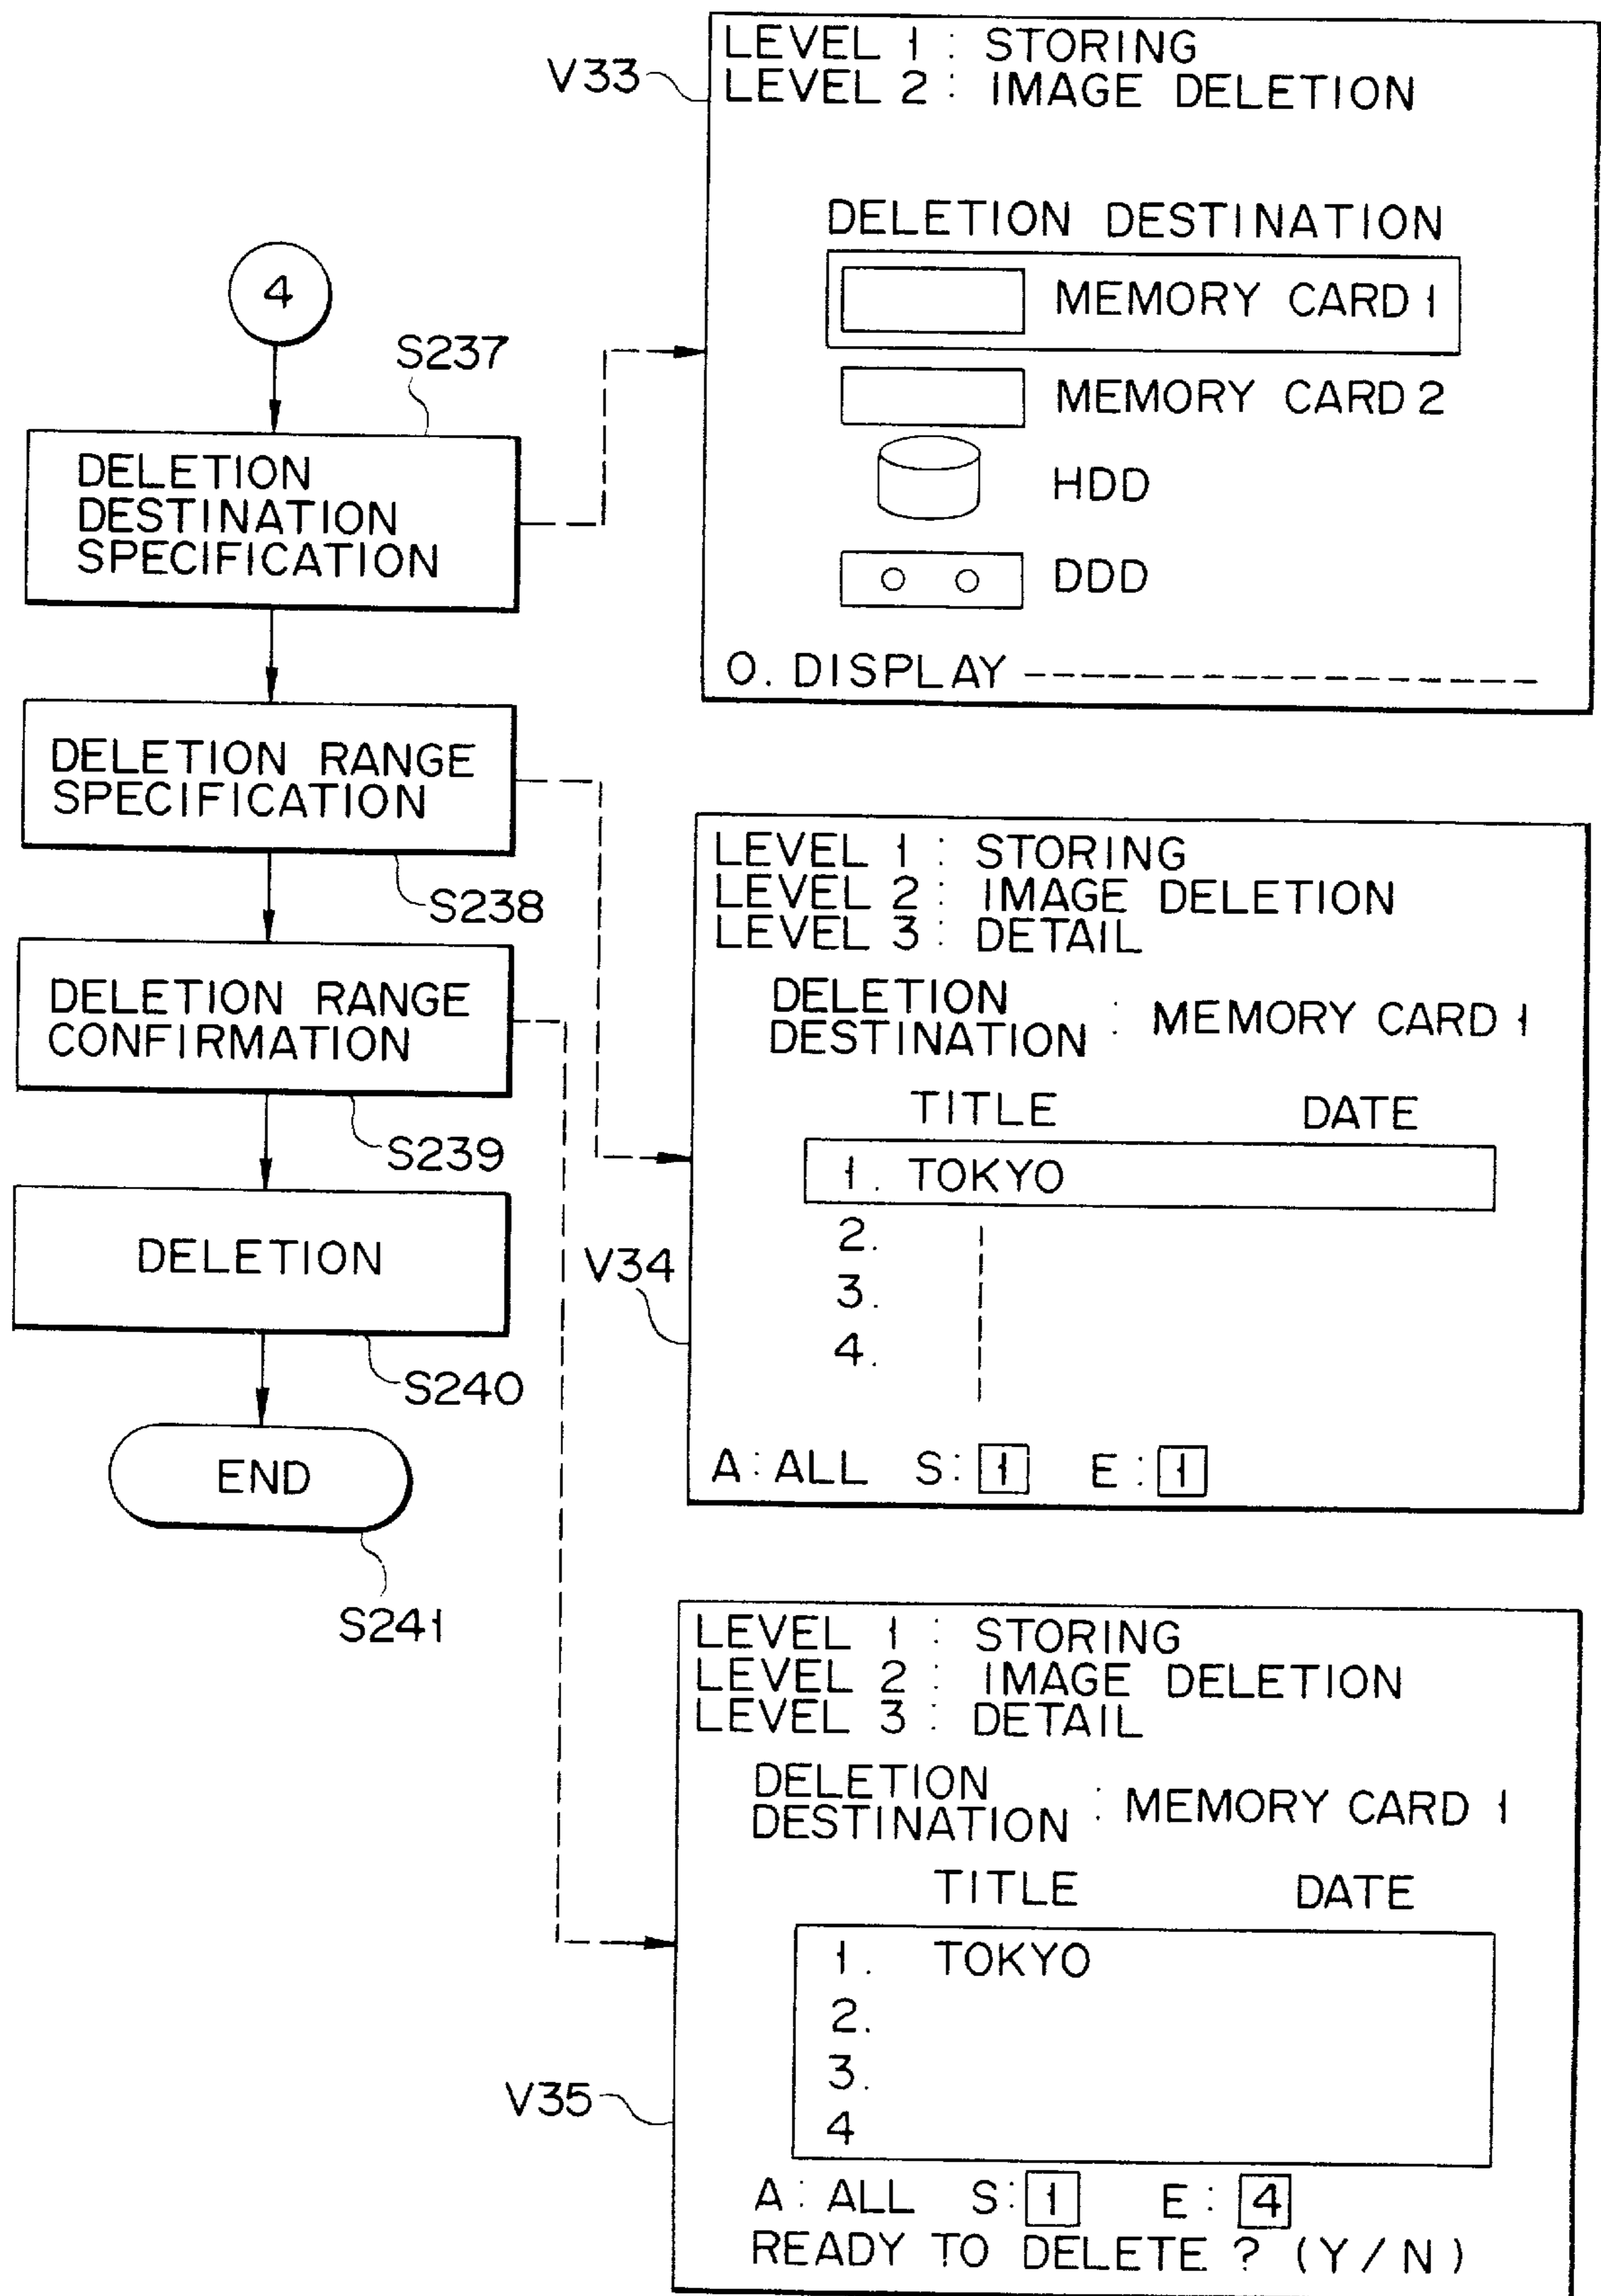 4
S237
DELETION
DESTINATION
SPECIFICATION
DELETION RANGE
SPECIFICATION
S238
DELETION RANGE
CONFIRMATION
S239
DELETION
S240
END
S241
V33
LEVEL 1 : STORING
LEVEL 2 : IMAGE DELETION
DELETION DESTINATION
MEMORY CARD 1
MEMORY CARD 2
HDD
DDD
0. DISPLAY
V34
LEVEL 1 : STORING
LEVEL 2 : IMAGE DELETION
LEVEL 3 : DETAIL
DELETION
DESTINATION : MEMORY CARD 1
TITLE DATE
1. TOKYO
2.
3.
4.
A : ALL S : 1 E : 1
V35
LEVEL 1 : STORING
LEVEL 2 : IMAGE DELETION
LEVEL 3 : DETAIL
DELETION
DESTINATION : MEMORY CARD 1
TITLE DATE
1. TOKYO
2.
3.
4
A : ALL S : 1 E : 4
READY TO DELETE ? (Y / N)